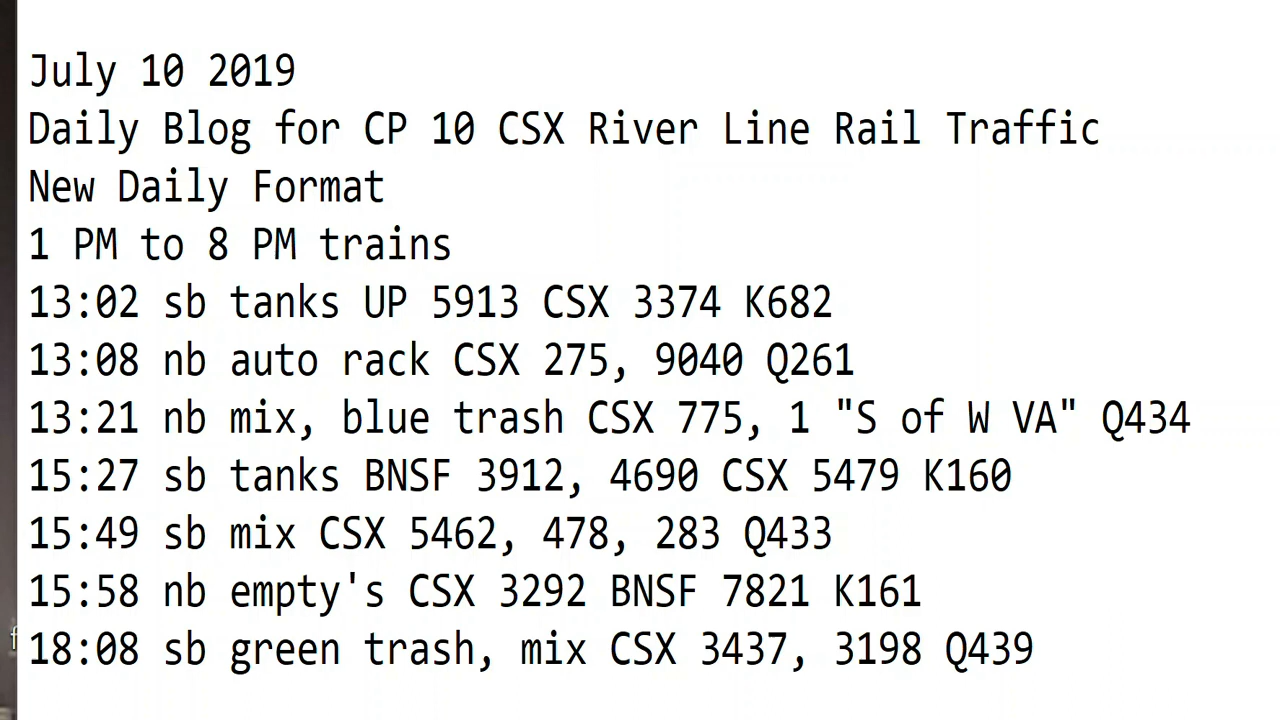 July 10 2019
Daily Blog for CP 10 CSX River Line Rail Traffic
New Daily Format
1 PM to 8 PM trains
13:02 sb tanks UP 5913 CSX 3374 K682
13:08 nb auto rack CSX 275, 9040 Q261
13:21 nb mix, blue trash CSX 775, 1 "S of W VA" Q434
15:27 sb tanks BNSF 3912, 4690 CSX 5479 K160
15:49 sb mix CSX 5462, 478, 283 Q433
15:58 nb empty's CSX 3292 BNSF 7821 K161
18:08 sb green trash, mix CSX 3437, 3198 Q439